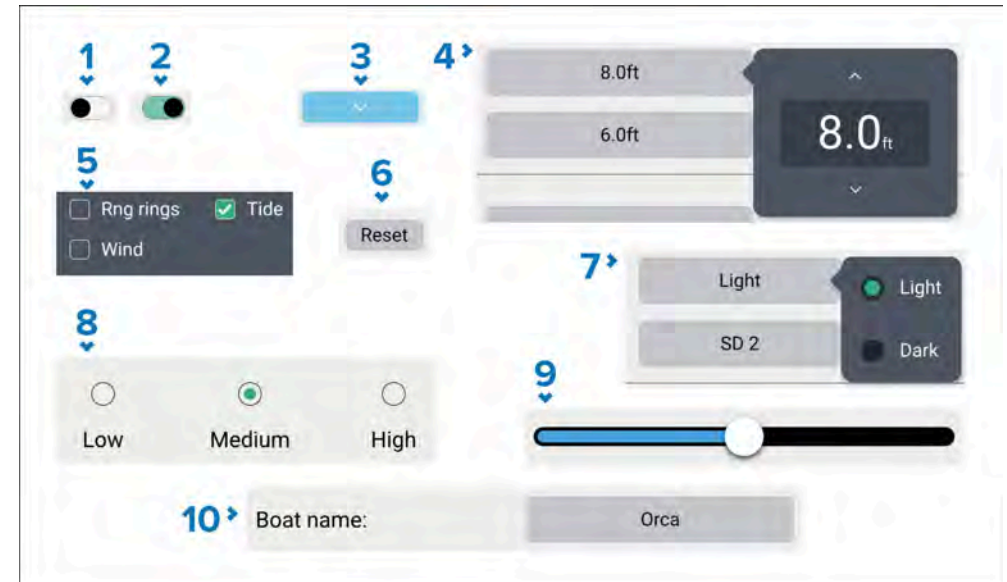 1
2
3
4
8.0ft
8.0ft
6.0ft
5
Rng rings
Tide
Wind
6
Reset
7
Light
Light
SD 2
Dark
8
Low
Medium
High
9
10
Boat name:
Orca